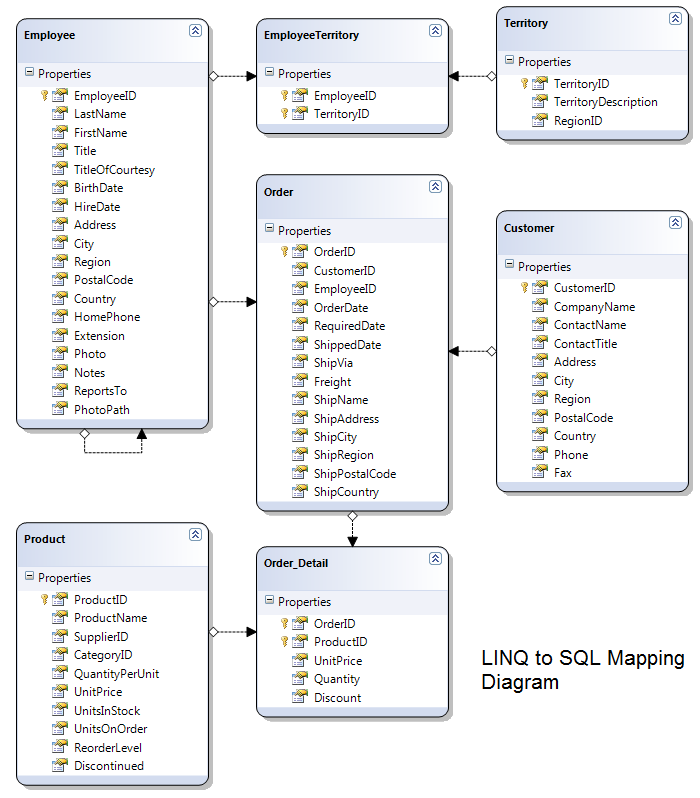 Employee
Properties
EmployeeID
LastName
FirstName
Title
TitleOfCourtesy
BirthDate
HireDate
Address
City
Region
PostalCode
Country
HomePhone
Extension
Photo
Notes
ReportsTo
PhotoPath
EmployeeTerritory
Properties
EmployeeID
TerritoryID
Territory
Properties
TerritoryID
TerritoryDescription
RegionID
Order
Properties
OrderID
CustomerID
EmployeeID
OrderDate
RequiredDate
ShippedDate
ShipVia
Freight
ShipName
ShipAddress
ShipCity
ShipRegion
ShipPostalCode
ShipCountry
Customer
Properties
CustomerID
CompanyName
ContactName
ContactTitle
Address
City
Region
PostalCode
Country
Phone
Fax
Product
Properties
ProductID
ProductName
SupplierID
CategoryID
QuantityPerUnit
UnitPrice
UnitsInStock
UnitsOnOrder
ReorderLevel
Discontinued
Order_Detail
Properties
OrderID
ProductID
UnitPrice
Quantity
Discount
LINQ to SQL Mapping
Diagram